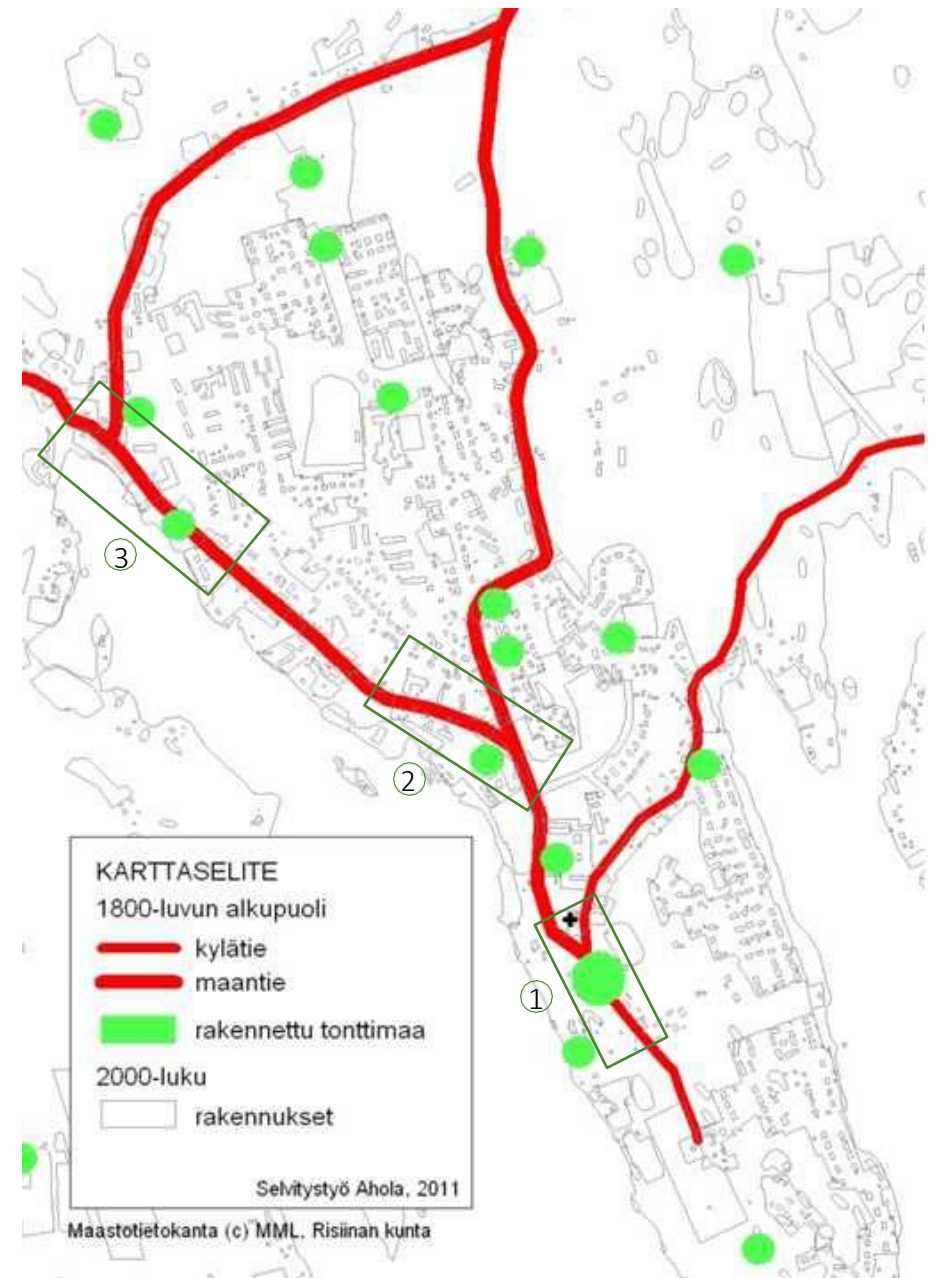 3
2
1
KARTTASELITE
1800-luvun alkupuoli
kylätie
maantie
rakennettu tonttimaa
2000-luku
rakennukset
Selvitystyö Ahola, 2011
Maastotietokanta (c) MML, Risiinan kunta